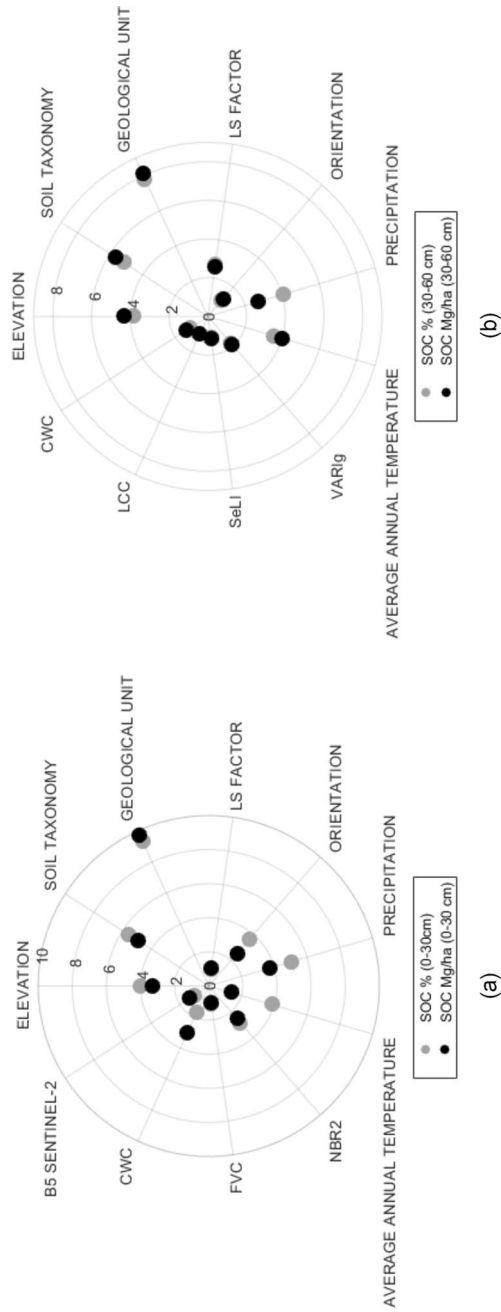 ELEVATION
SOIL TAXONOMY
GEOLOGICAL UNIT
LS FACTOR
ORIENTATION
PRECIPITATION
AVERAGE ANNUAL TEMPERATURE
NBR2
FVC
CWC
B5 SENTINEL-2
10
8
6
4
2
0
SOC % (0-30cm)
SOC Mg/ha (0-30 cm)
(a)
ELEVATION
SOIL TAXONOMY
GEOLOGICAL UNIT
LS FACTOR
ORIENTATION
PRECIPITATION
AVERAGE ANNUAL TEMPERATURE
VARIg
SeLI
LCC
CWC
8
6
4
2
0
SOC % (30-60 cm)
SOC Mg/ha (30-60 cm)
(b)